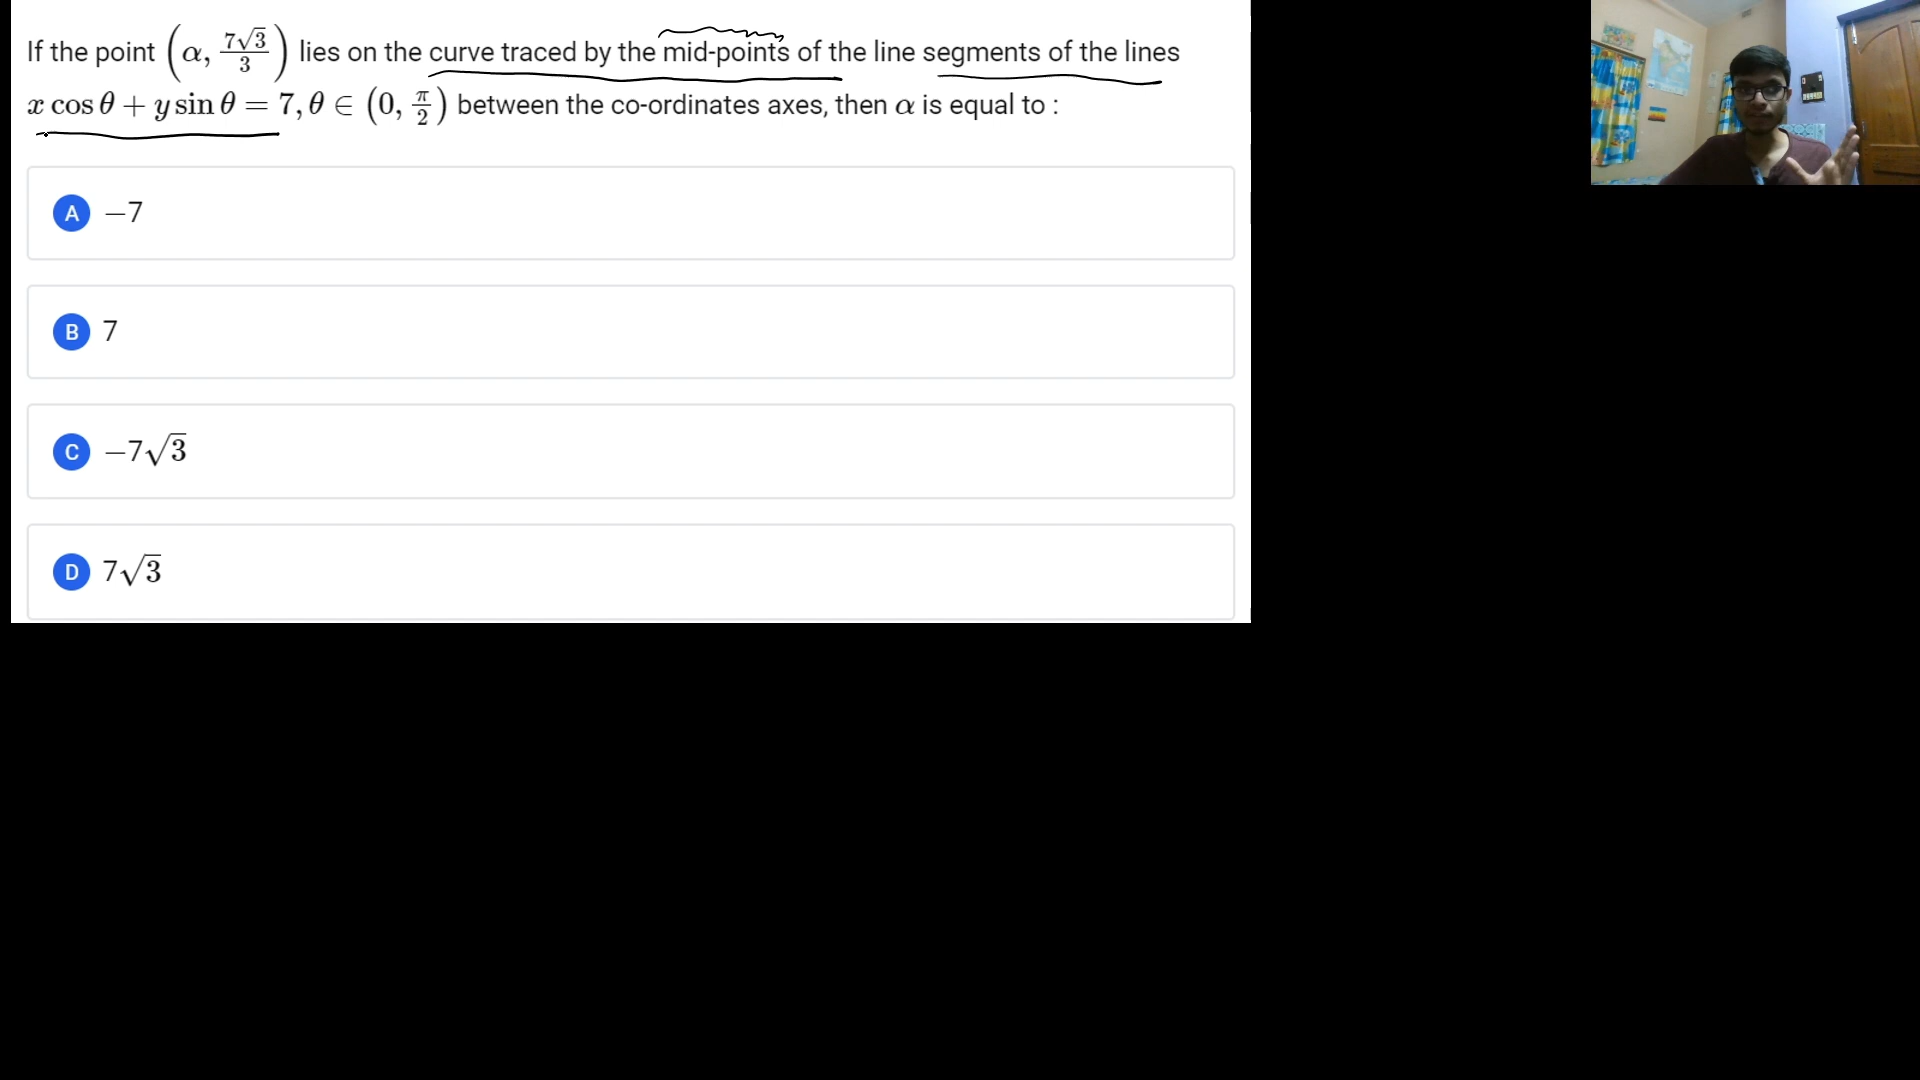 If the point (α, 7√3/3) lies on the curve traced by the mid-points of the line segments of the lines
x cos θ + y sin θ = 7, θ ∈ (0, π/2) between the co-ordinates axes, then α is equal to :
A −7
B 7
C −7√3
D 7√3